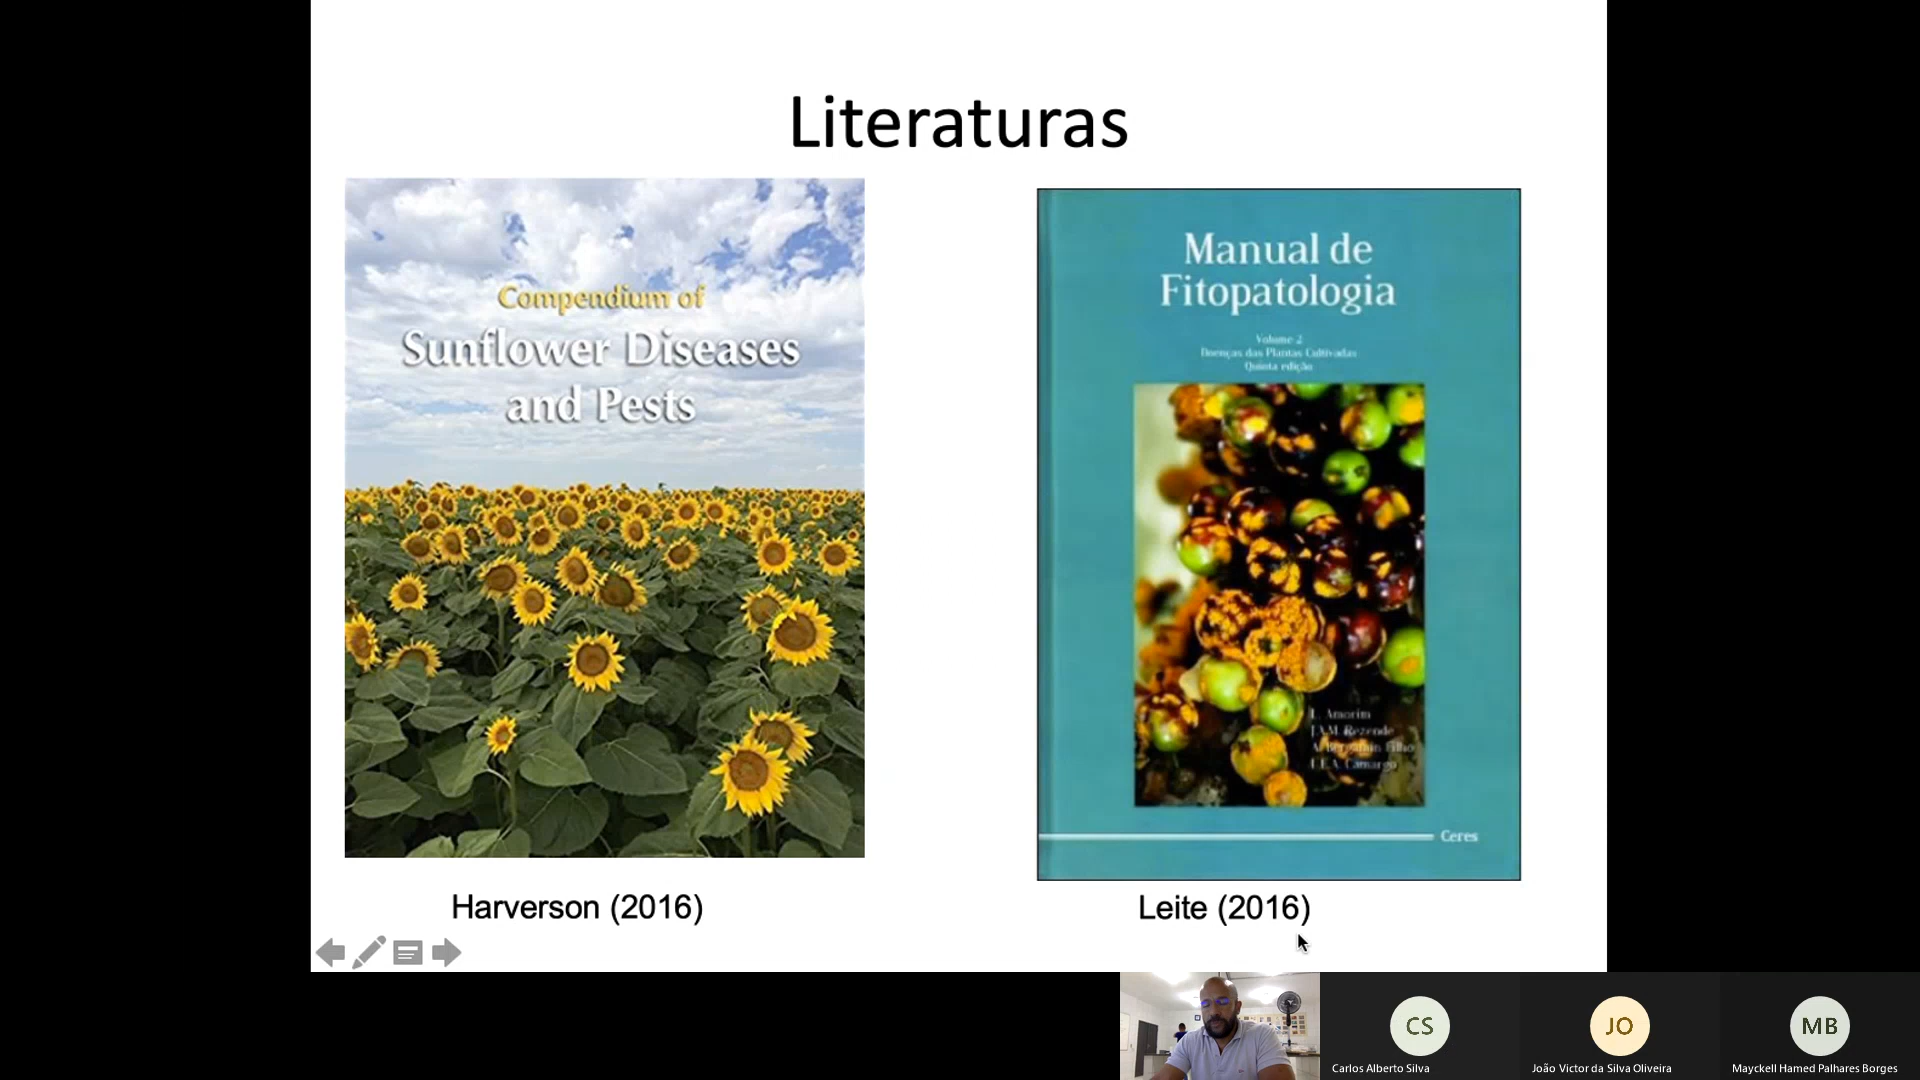 Literaturas
Compendium of
Sunflower Diseases
and Pests
Manual de
Fitopatologia
Volume 2
Doenças das Plantas Cultivadas
Quinta edição
L. Amorim
J.A.M. Rezende
A. Bergamin Filho
L.E.A. Camargo
Ceres
Harverson (2016)
Leite (2016)
CS
JO
MB
Carlos Alberto Silva
João Victor da Silva Oliveira
Mayckell Hamed Palhares Borges